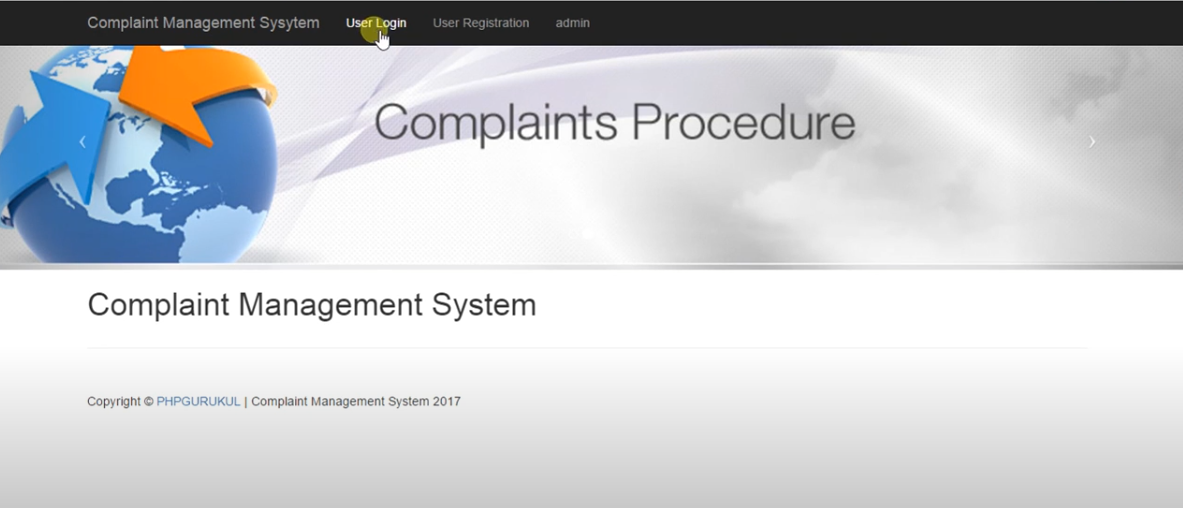 Complaint Management Sysytem User Login User Registration admin
Complaints Procedure
Complaint Management System
Copyright © PHPGURUKUL | Complaint Management System 2017